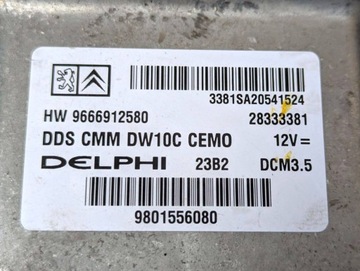 3381SA20541524
HW 9666912580 28333381
DDS CMM DW10C CEMO 12V=
DELPHI 23B2 DCM3.5
9801556080